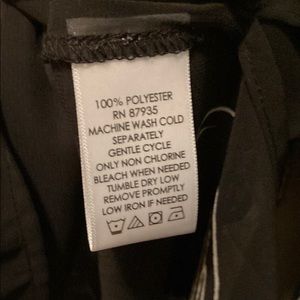 100% POLYESTER
RN 87935
MACHINE WASH COLD
SEPARATELY
GENTLE CYCLE
ONLY NON CHLORINE
BLEACH WHEN NEEDED
TUMBLE DRY LOW
REMOVE PROMPTLY
LOW IRON IF NEEDED